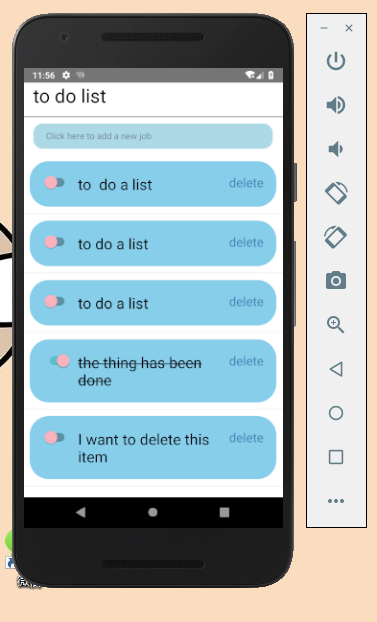 11:56
to do list
Click here to add a new job
to  do a list
delete
to do a list
delete
to do a list
delete
the thing has been
done
delete
I want to delete this
item
delete